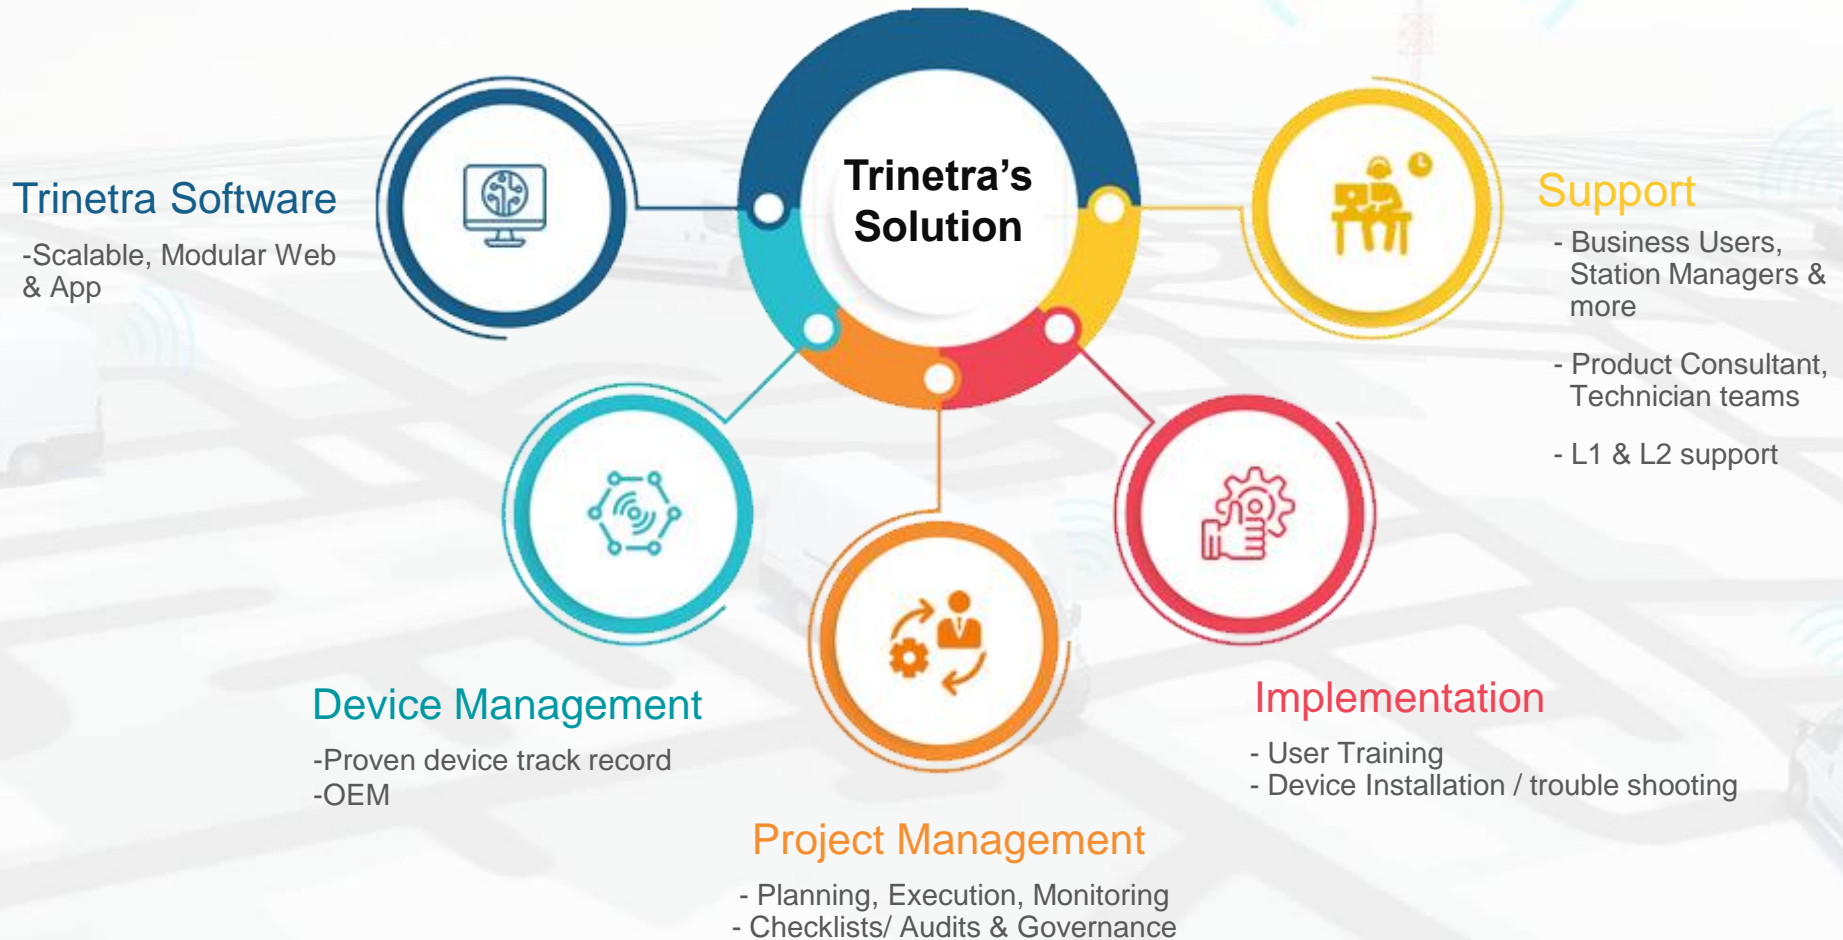 Trinetra’s
Solution
Trinetra Software
-Scalable, Modular Web
& App
Device Management
-Proven device track record
-OEM
Project Management
- Planning, Execution, Monitoring
- Checklists/ Audits & Governance
Implementation
- User Training
- Device Installation / trouble shooting
Support
- Business Users,
Station Managers &
more
- Product Consultant,
Technician teams
- L1 & L2 support